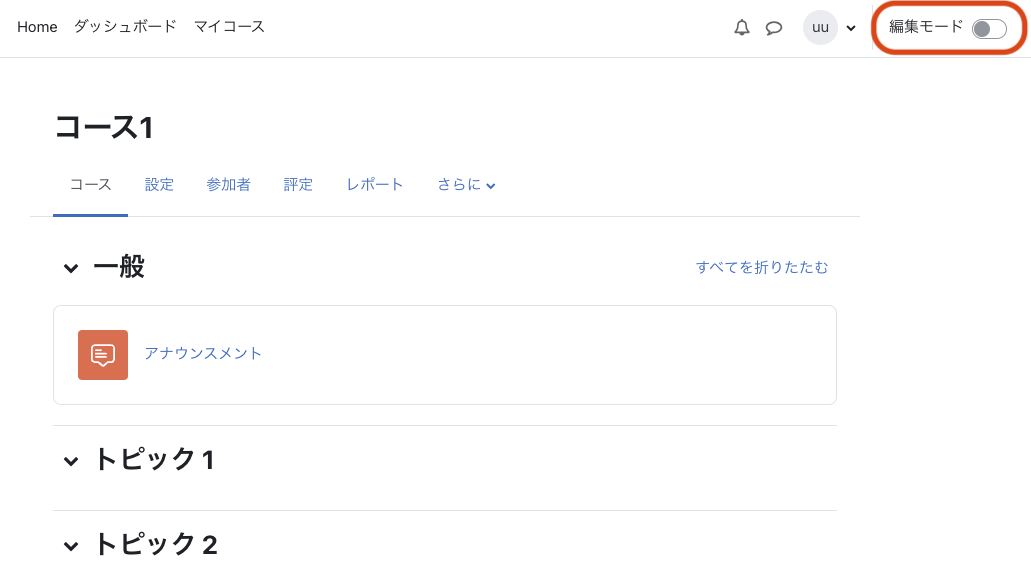 Home ダッシュボード マイコース uu 編集モード
コース1
コース 設定 参加者 評定 レポート さらに
一般 すべてを折りたたむ
アナウンスメント
トピック 1
トピック 2